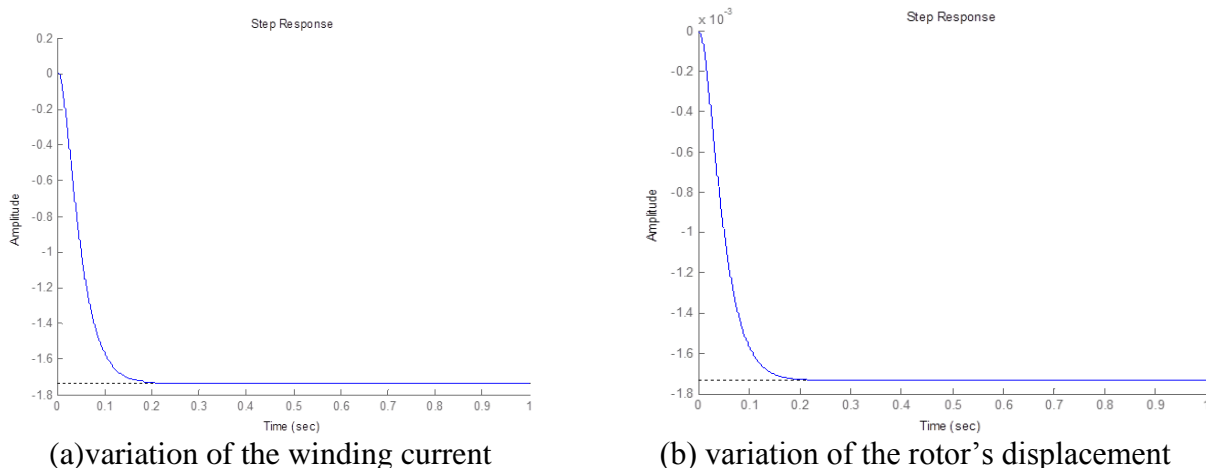 Step Response
0.2
0
-0.2
-0.4
-0.6
-0.8
-1
-1.2
-1.4
-1.6
-1.8
Amplitude
0 0.1 0.2 0.3 0.4 0.5 0.6 0.7 0.8 0.9 1
Time (sec)
(a)variation of the winding current
Step Response
x 10⁻³
0
-0.2
-0.4
-0.6
-0.8
-1
-1.2
-1.4
-1.6
-1.8
Amplitude
0 0.1 0.2 0.3 0.4 0.5 0.6 0.7 0.8 0.9 1
Time (sec)
(b) variation of the rotor's displacement